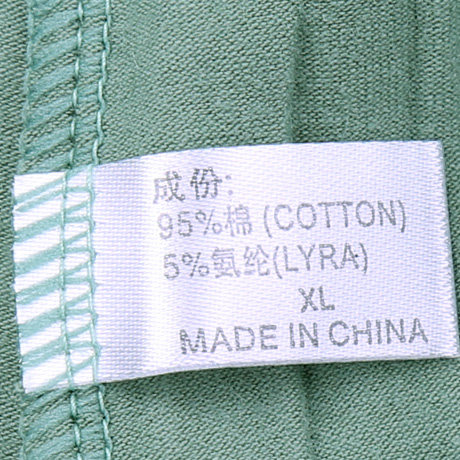 成份:
95%棉(COTTON)
5%氨纶(LYRA)
XL
MADE IN CHINA